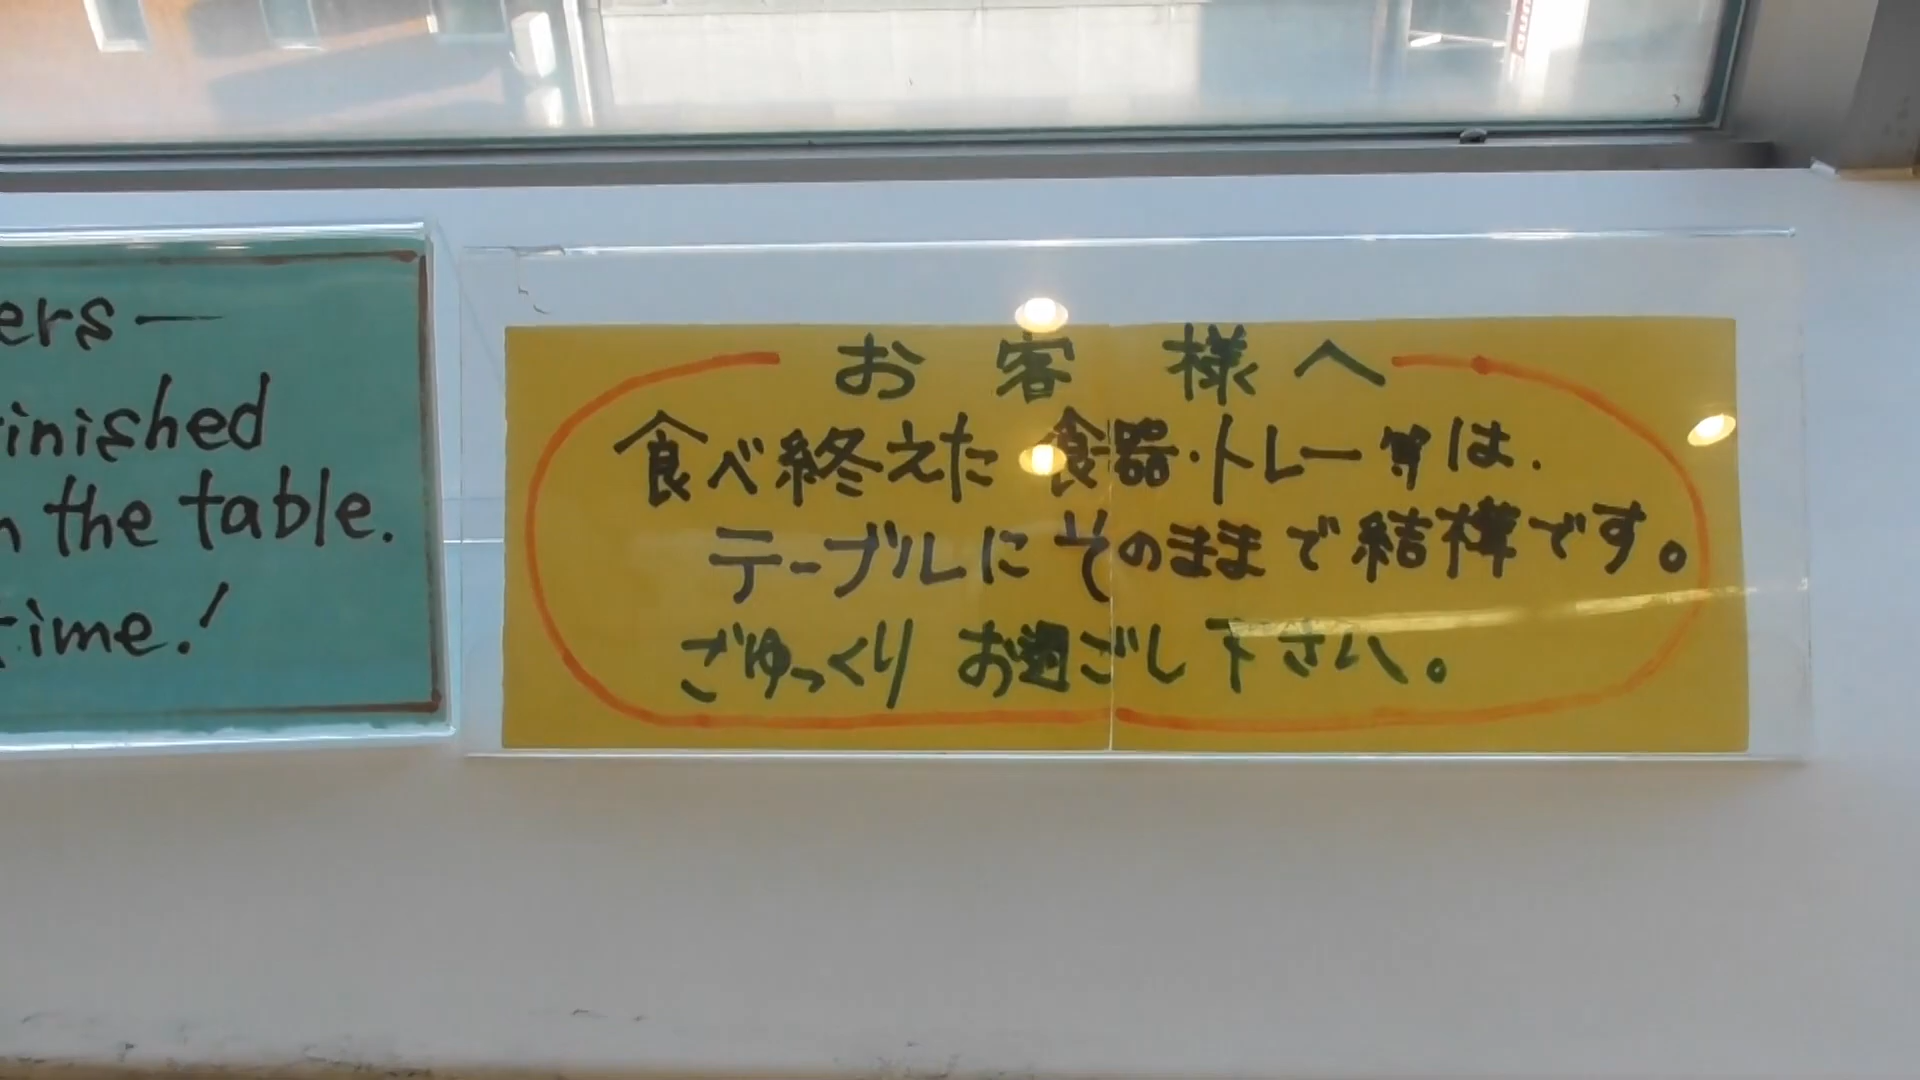 ers —
inished
the table.
time!
お客様へ
食べ終えた食器・トレー等は.
テーブルにそのままで結構です。
ごゆっくりお過ごし下さい。